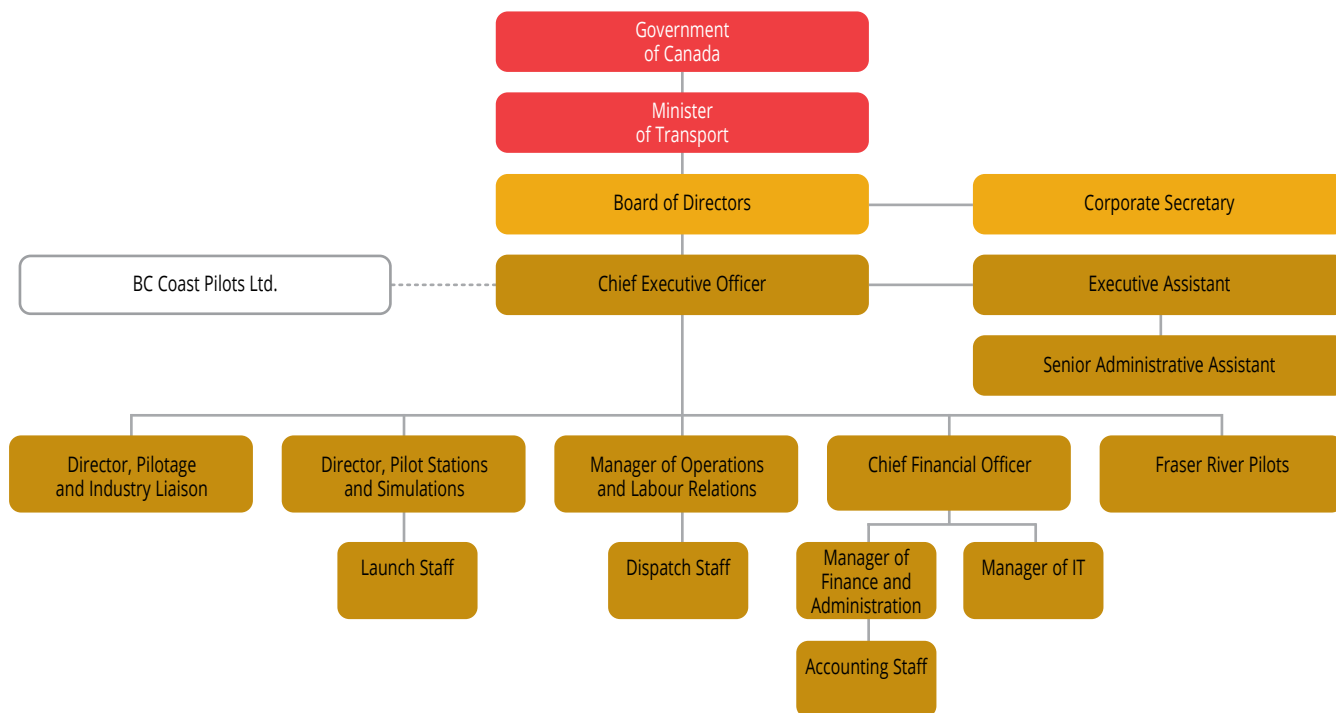 Government
of Canada
Minister
of Transport
Board of Directors
Corporate Secretary
BC Coast Pilots Ltd.
Chief Executive Officer
Executive Assistant
Senior Administrative Assistant
Director, Pilotage
and Industry Liaison
Director, Pilot Stations
and Simulations
Manager of Operations
and Labour Relations
Chief Financial Officer
Fraser River Pilots
Launch Staff
Dispatch Staff
Manager of
Finance and
Administration
Manager of IT
Accounting Staff